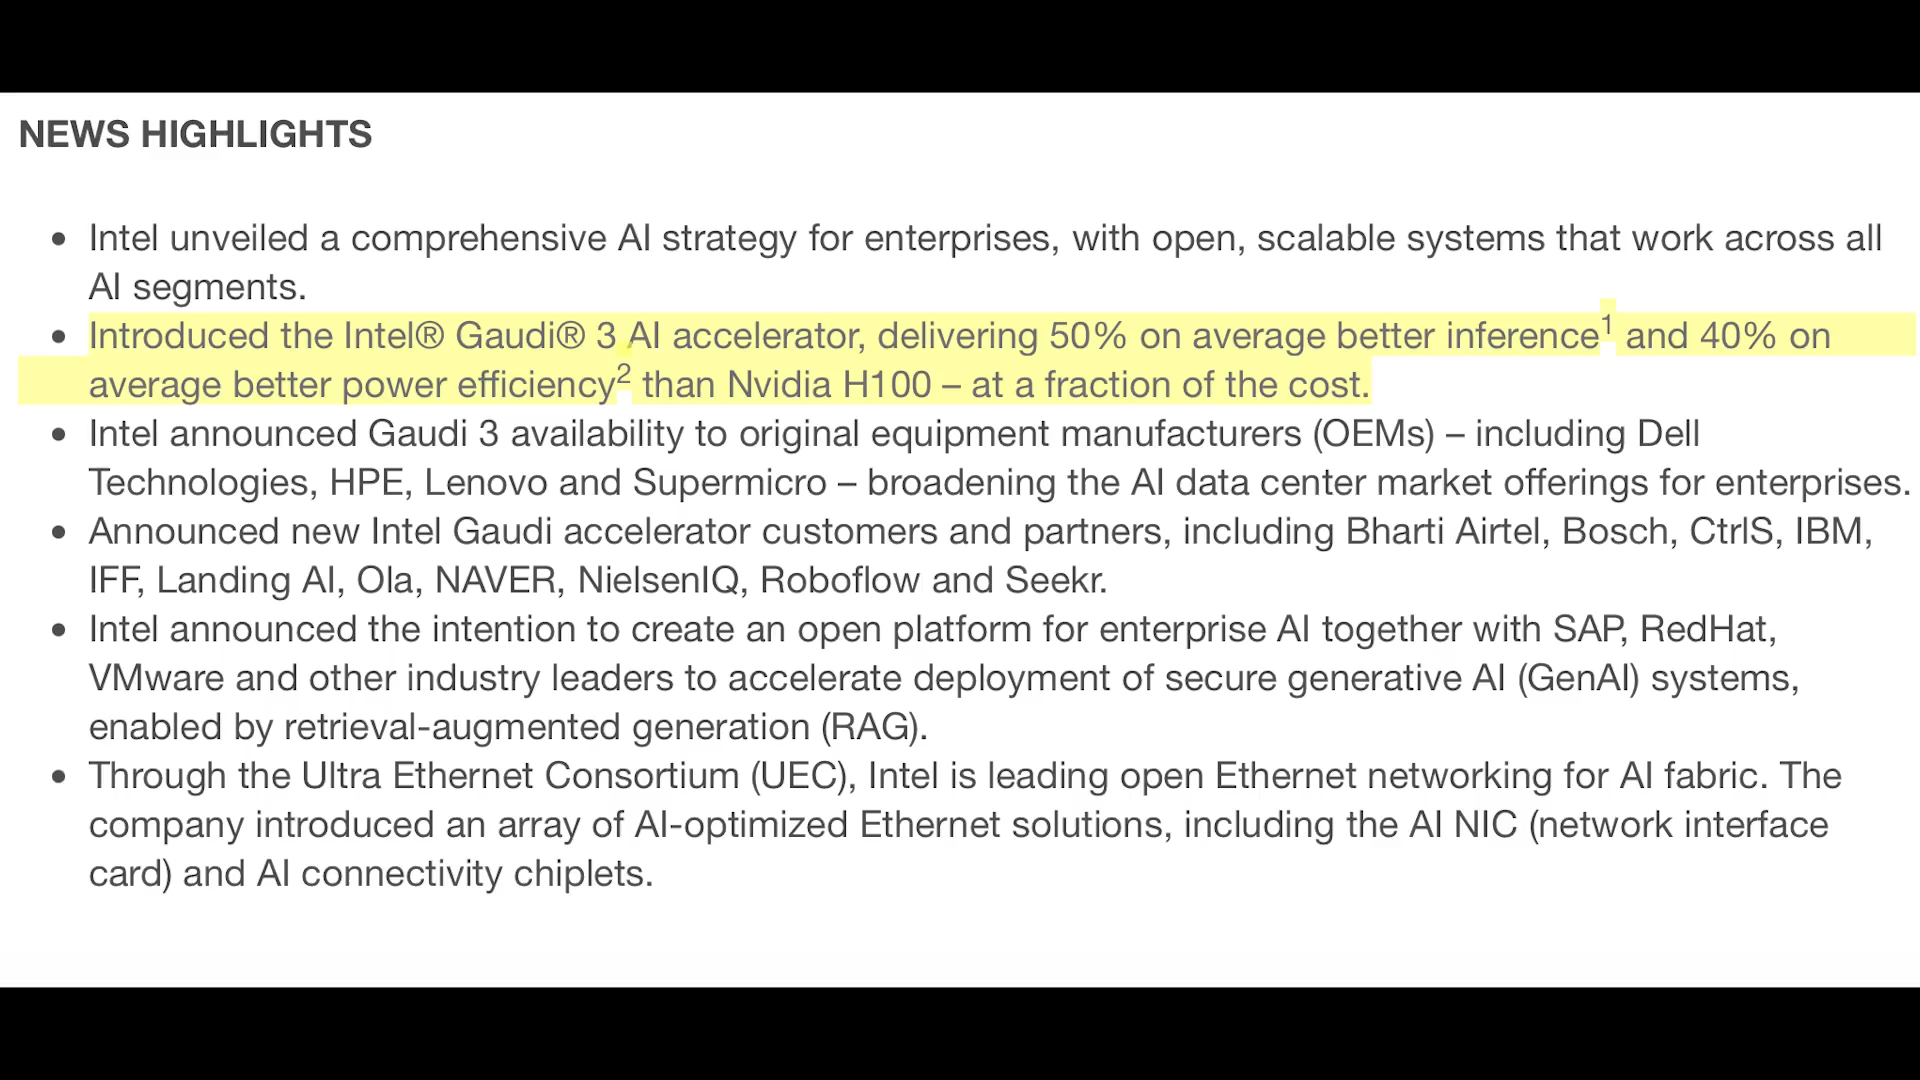 NEWS HIGHLIGHTS
• Intel unveiled a comprehensive AI strategy for enterprises, with open, scalable systems that work across all
AI segments.
• Introduced the Intel® Gaudi® 3 AI accelerator, delivering 50% on average better inference¹ and 40% on
average better power efficiency² than Nvidia H100 – at a fraction of the cost.
• Intel announced Gaudi 3 availability to original equipment manufacturers (OEMs) – including Dell
Technologies, HPE, Lenovo and Supermicro – broadening the AI data center market offerings for enterprises.
• Announced new Intel Gaudi accelerator customers and partners, including Bharti Airtel, Bosch, CtrlS, IBM,
IFF, Landing AI, Ola, NAVER, NielsenIQ, Roboflow and Seekr.
• Intel announced the intention to create an open platform for enterprise AI together with SAP, RedHat,
VMware and other industry leaders to accelerate deployment of secure generative AI (GenAI) systems,
enabled by retrieval-augmented generation (RAG).
• Through the Ultra Ethernet Consortium (UEC), Intel is leading open Ethernet networking for AI fabric. The
company introduced an array of AI-optimized Ethernet solutions, including the AI NIC (network interface
card) and AI connectivity chiplets.